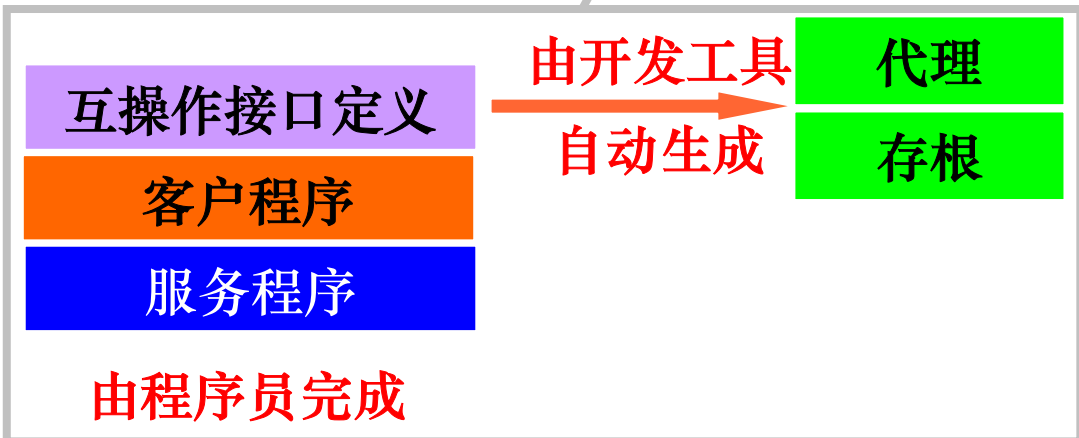 互操作接口定义
客户程序
服务程序
由程序员完成
由开发工具
自动生成
代理
存根